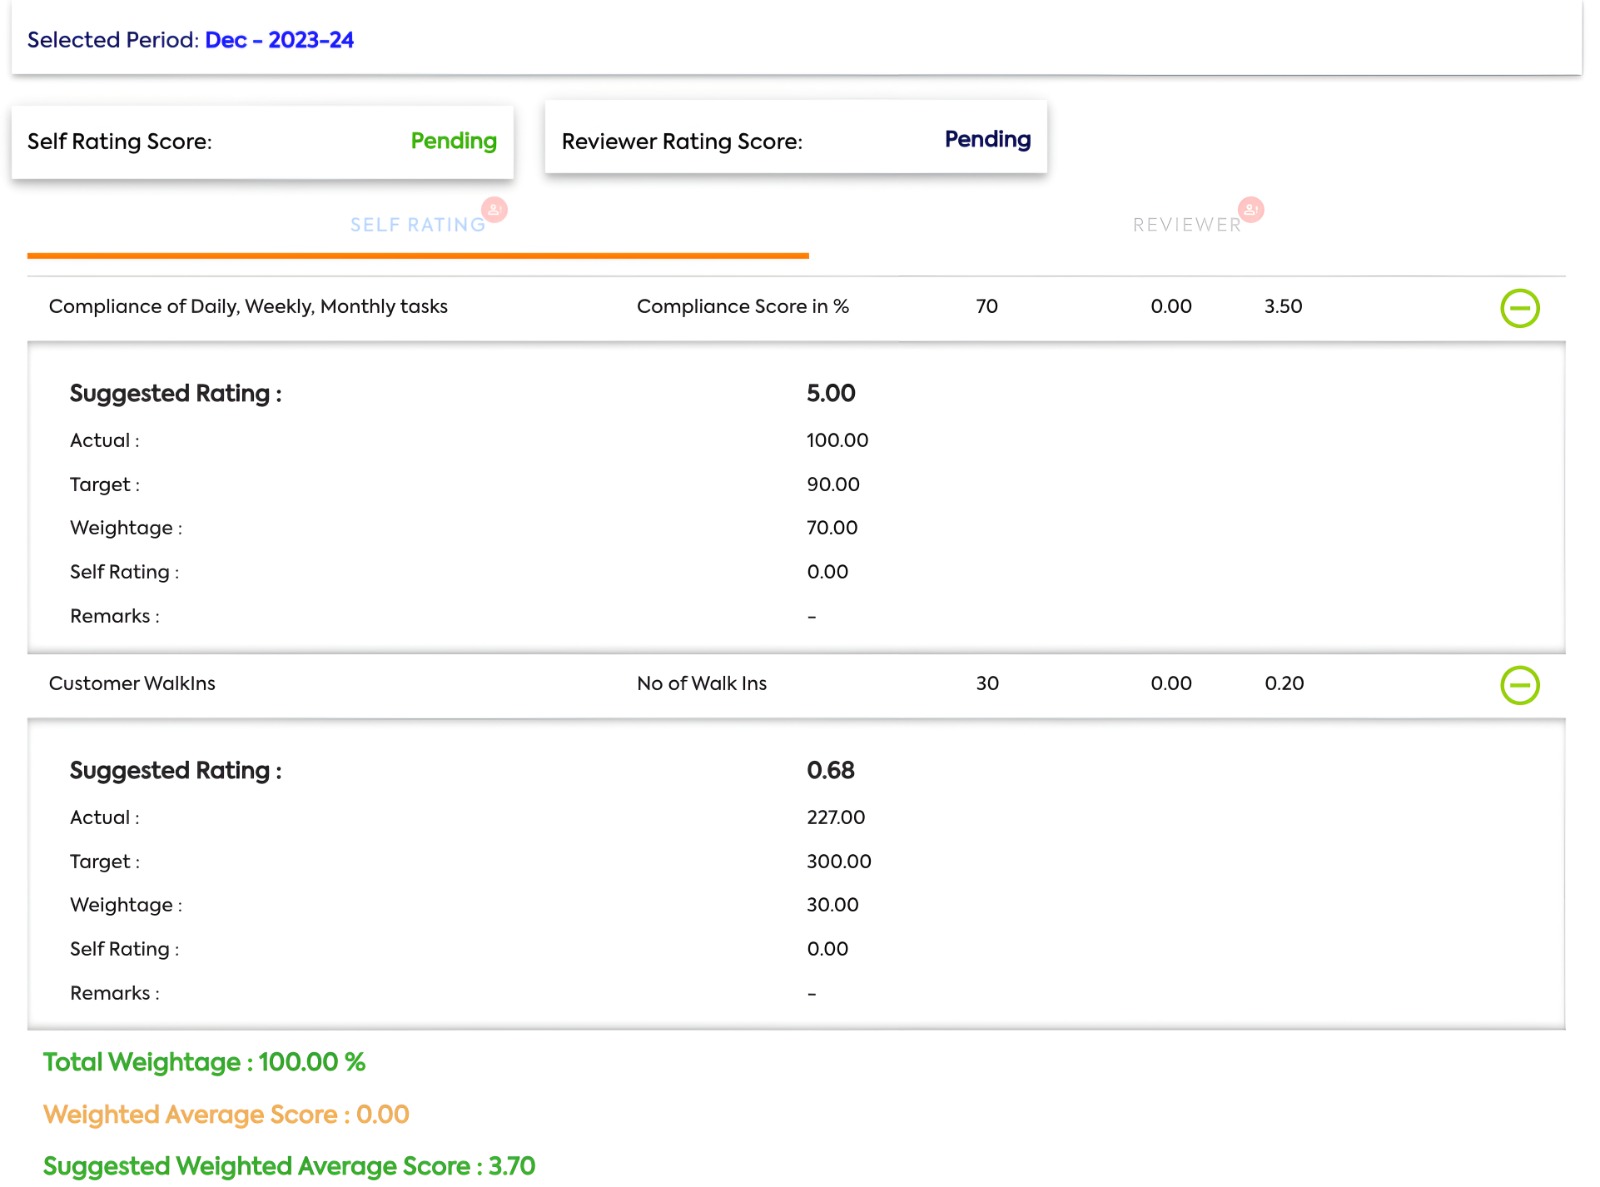 Selected Period: Dec - 2023-24
Self Rating Score: Pending
Reviewer Rating Score: Pending
SELF RATING
REVIEWER
Compliance of Daily, Weekly, Monthly tasks Compliance Score in % 70 0.00 3.50
Suggested Rating : 5.00
Actual : 100.00
Target : 90.00
Weightage : 70.00
Self Rating : 0.00
Remarks : -
Customer WalkIns No of Walk Ins 30 0.00 0.20
Suggested Rating : 0.68
Actual : 227.00
Target : 300.00
Weightage : 30.00
Self Rating : 0.00
Remarks : -
Total Weightage : 100.00 %
Weighted Average Score : 0.00
Suggested Weighted Average Score : 3.70